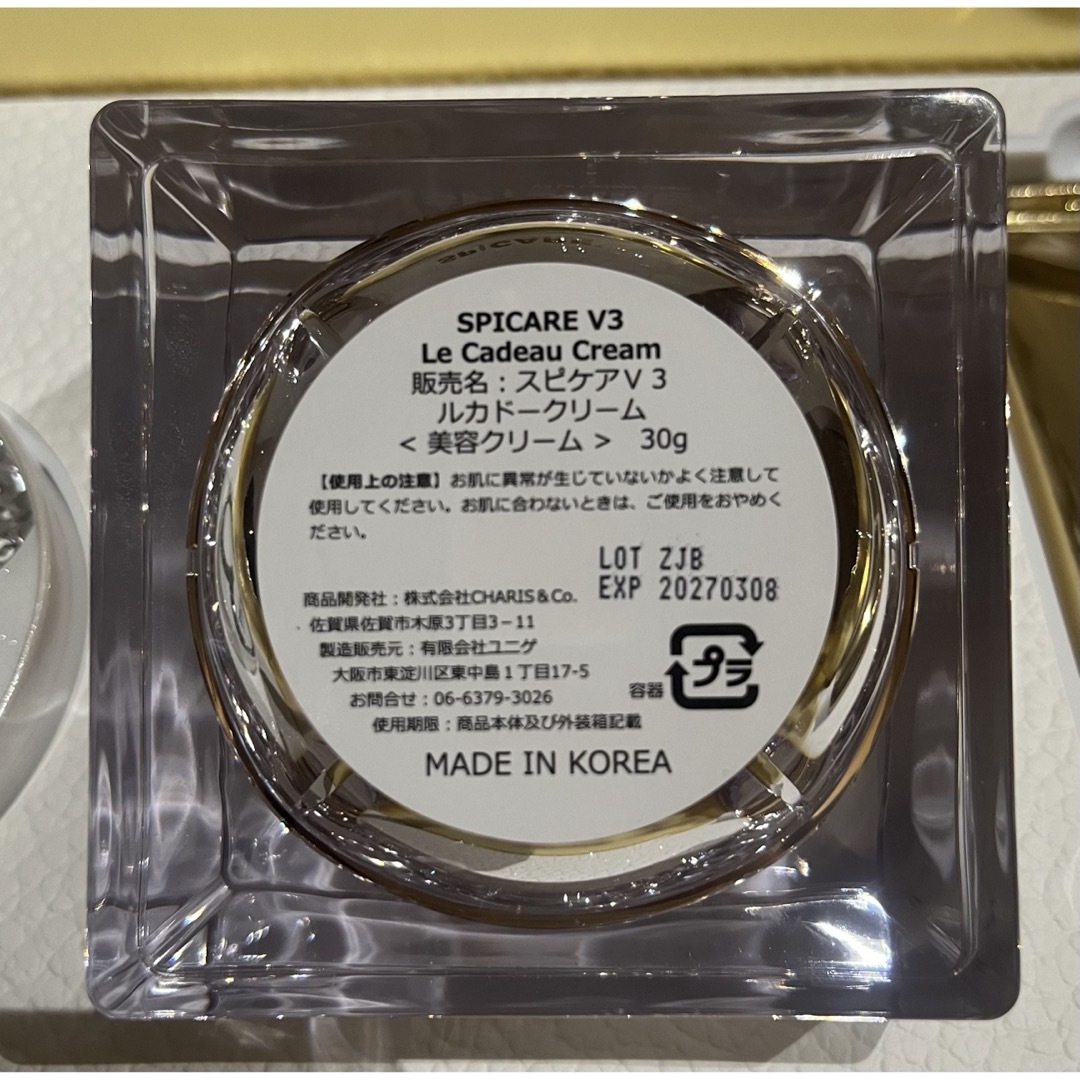 SPICARE
SPICARE V3
Le Cadeau Cream
販売名：スピケアV 3
ルカドークリーム
< 美容クリーム >　30g
【使用上の注意】お肌に異常が生じていないかよく注意して
使用してください。お肌に合わないときは、ご使用をおやめく
ださい。
LOT ZJB
EXP 20270308
商品開発社：株式会社CHARIS＆Co.
佐賀県佐賀市木原3丁目3−11
製造販売元：有限会社ユニゲ
大阪市東淀川区東中島１丁目17-5
お問合せ：06-6379-3026
使用期限：商品本体及び外装箱記載
容器 プラ
MADE IN KOREA